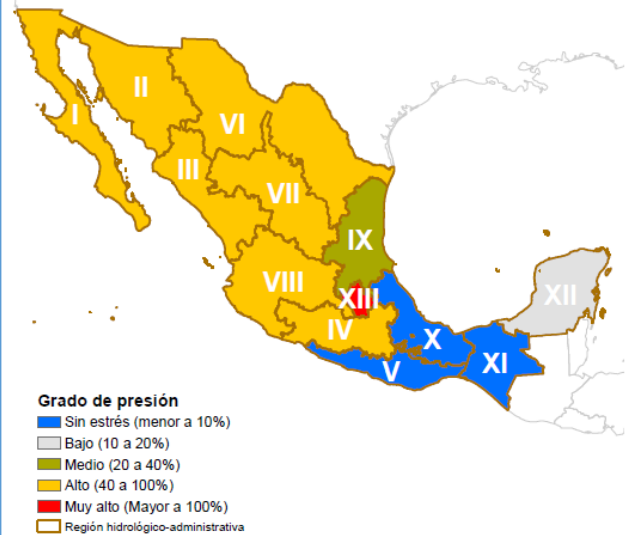 I
II
VI
III
VII
IX
VIII
XIII
XII
IV
X
XI
V
Grado de presión
Sin estrés (menor a 10%)
Bajo (10 a 20%)
Medio (20 a 40%)
Alto (40 a 100%)
Muy alto (Mayor a 100%)
Región hidrológico-administrativa